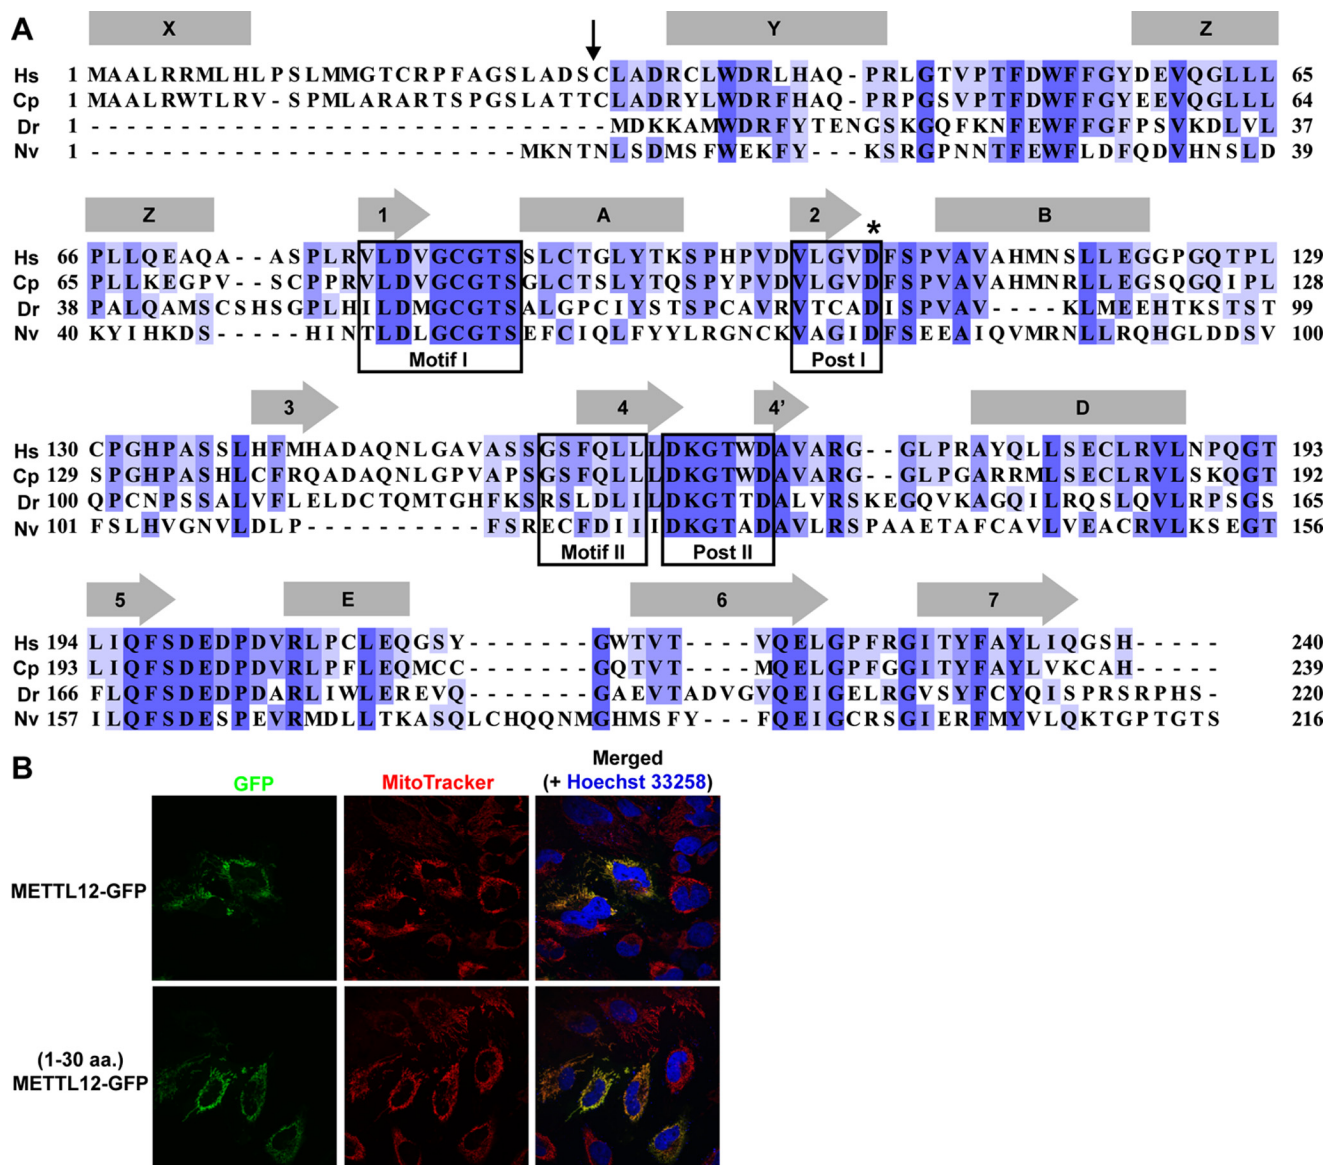 A
X Y Z
Hs 1 MAALRRMLHLPSLMMGTCRPFAGSLADSCLADRCLWDRLHAQ-PRLGTVPTFDWFFGYDEVQGLLL 65
Cp 1 MAALRWTLRV-SPMLARARTSPGSLATTCLADRYLWDRFHAQ-PRPGSVPTFDWFFGYEEVQGLLL 64
Dr 1 -----------------------------MDKKAMWDRFYTENGSKGQFKNFEWFFGFPSVKDLVL 37
Nv 1 ------------------------MKNTNLSDMSFWEKFY---KSRGPNNTFEWFLDFQDVHNSLD 39
Z 1 A 2 * B
Hs 66 PLLQEAQA--ASPLRVLDVGCGTSSLCTGLYTKSPHPVDVLGVDFSPVAVAHMNSLLEGGPGQTPL 129
Cp 65 PLLKEGPV--SCPPRVLDVGCGTSGLCTSLYTQSPYPVDVLGVDFSPVAVAHMNRLLEGSQGQIPL 128
Dr 38 PALQAMSCSHSGPLHILDMGCGTSALGPCIYSTSPCAVRVTCADISPVAV----KLMEEHTKSTST 99
Nv 40 KYIHKDS-----HINTLDLGCGTSEFCIQLFYYLRGNCKVAGIDFSEEAIQVMRNLLRQHGLDDSV 100
Motif I Post I
3 4 4’ D
Hs 130 CPGHPASSLHFMHADAQNLGAVASSGSFQLLLDKGTWDAVARG--GLPRAYQLLSECLRVLNPQGT 193
Cp 129 SPGHPASHLCFRQADAQNLGPVAPSGSFQLLLDKGTWDAVARG--GLPGARRMLSECLRVLSKQGT 192
Dr 100 QPCNPSSALVFLELDCTQMTGHFKSRSLDLILDKGTTDALVRSKEGQVKAGQILRQSLQVLRPSGS 165
Nv 101 FSLHVGNVLDLP----------FSRECFDIIIDKGTADAVLRSPAAETAFCAVLVEACRVLKSEGT 156
Motif II Post II
5 E 6 7
Hs 194 LIQFSDEDPDVRLPCLEQGSY-------GWTVT----VQELGPFRGITYFAYLIQGSH----- 240
Cp 193 LIQFSDEDPDVRLPFLEQMCC-------GQTVT----MQELGPFGGITYFAYLVKCAH----- 239
Dr 166 FLQFSDEDPDARLIWLEREVQ-------GAEVTADVGVQEIGELRGVSYFCYQISPRSRPHS- 220
Nv 157 ILQFSDESPEVRMDLLTKASQLCHQQNMGHMSFY---FQEIGCRSGIERFMYVLQKTGPTGTS 216
B
GFP MitoTracker Merged
(+ Hoechst 33258)
METTL12-GFP
(1-30 aa.)
METTL12-GFP